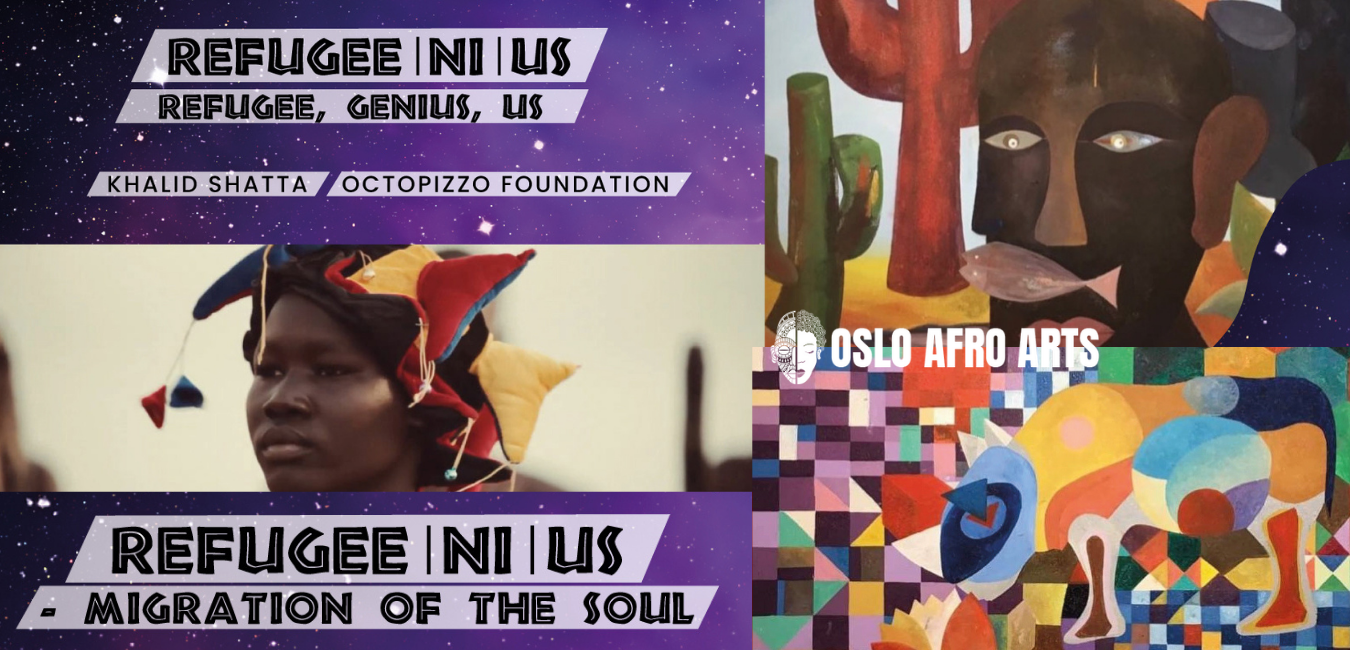 REFUGEE|NI|US
REFUGEE, GENIUS, US
KHALID SHATTA / OCTOPIZZO FOUNDATION
OSLO AFRO ARTS
REFUGEE|NI|US
- MIGRATION OF THE SOUL